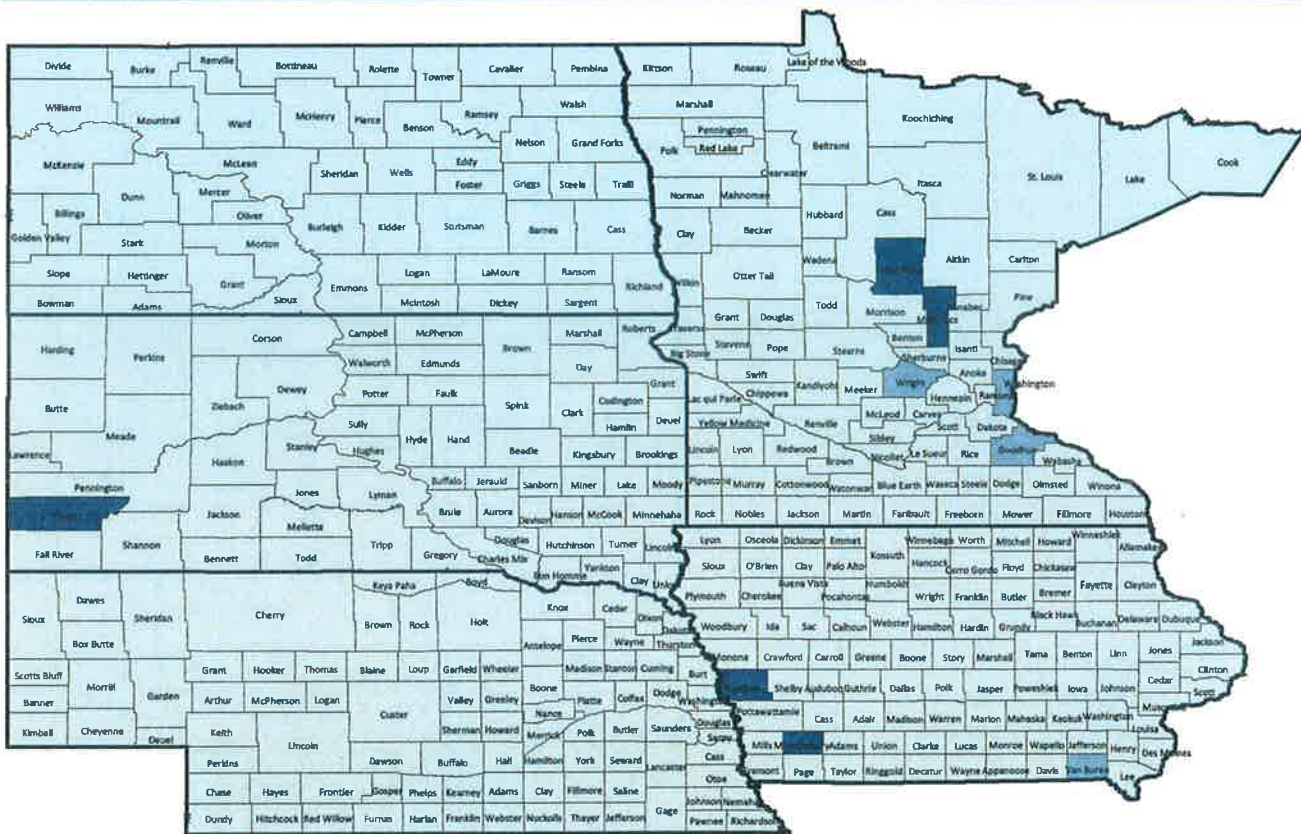 Divide Burke Renville Bottineau Rolette Towner Cavalier Pembina Kittson Roseau Lake of the Woods
Williams Mountrail Ward McHenry Pierce Benson Ramsey Walsh Marshall Koochiching
Nelson Grand Forks Pennington Red Lake Polk Beltrami Clearwater St. Louis Lake Cook
McKenzie McLean Sheridan Wells Eddy Foster Griggs Steele Traill Norman Mahnomen Itasca
Dunn Mercer Oliver Billings Golden Valley Stark Morton Burleigh Kidder Stutsman Barnes Cass Clay Becker Hubbard Cass
Slope Hettinger Grant Sioux Emmons Logan LaMoure Ransom Richland Wilkin Otter Tail Wadena Aitkin Carlton
Bowman Adams McIntosh Dickey Sargent Grant Douglas Todd Morrison Pine
Harding Perkins Corson Campbell McPherson Brown Marshall Roberts Traverse Big Stone Stevens Pope Stearns Benton Sherburne Isanti
Walworth Edmunds Day Swift Kandiyohi Meeker Wright Anoka Washington
Butte Meade Ziebach Dewey Potter Faulk Spink Clark Codington Hamlin Grant Deuel Lac qui Parle Chippewa Hennepin
Lawrence Sully Hyde Hand Yellow Medicine Renville McLeod Carver Scott Dakota
Haakon Stanley Hughes Beadle Kingsbury Brookings Lincoln Lyon Redwood Brown Sibley Nicollet Le Sueur Rice Goodhue Wabasha
Pennington Jones Lyman Buffalo Jerauld Sanborn Miner Lake Moody Pipestone Murray Cottonwood Watonwan Blue Earth Waseca Steele Dodge Olmsted Winona
Jackson Mellette Brule Aurora Davison Hanson McCook Minnehaha Rock Nobles Jackson Martin Faribault Freeborn Mower Fillmore Houston
Fall River Shannon Bennett Todd Tripp Gregory Charles Mix Douglas Hutchinson Turner Lincoln Bon Homme Yankton Clay Union
Lyon Osceola Dickinson Emmet Kossuth Winnebago Worth Mitchell Howard Winneshiek Allamakee
Sioux O'Brien Clay Palo Alto Hancock Cerro Gordo Floyd Chickasaw
Plymouth Cherokee Buena Vista Pocahontas Humboldt Wright Franklin Butler Bremer Fayette Clayton
Woodbury Ida Sac Calhoun Webster Hamilton Hardin Grundy Black Hawk Buchanan Delaware Dubuque
Monona Crawford Carroll Greene Boone Story Marshall Tama Benton Linn Jones Jackson
Shelby Audubon Guthrie Dallas Polk Jasper Poweshiek Iowa Johnson Cedar Clinton Scott
Pottawattamie Cass Adair Madison Warren Marion Mahaska Keokuk Washington Louisa
Mills Adams Union Clarke Lucas Monroe Wapello Jefferson Henry Des Moines
Page Taylor Ringgold Decatur Wayne Appanoose Davis Van Buren Lee
Sioux Dawes Sheridan Cherry Keya Paha Boyd Brown Rock Holt Knox Cedar Dixon
Box Butte Antelope Pierce Wayne Thurston
Scotts Bluff Morrill Garden Grant Hooker Thomas Blaine Loup Garfield Wheeler Madison Stanton Cuming Burt
Banner Arthur McPherson Logan Custer Valley Greeley Boone Nance Platte Colfax Dodge Washington
Kimball Cheyenne Deuel Keith Lincoln Sherman Howard Merrick Polk Butler Saunders Douglas Sarpy
Perkins Dawson Buffalo Hall Hamilton York Seward Lancaster Cass Otoe
Chase Hayes Frontier Gosper Phelps Kearney Adams Clay Fillmore Saline Gage Johnson Nemaha
Dundy Hitchcock Red Willow Furnas Harlan Franklin Webster Nuckolls Thayer Jefferson Pawnee Richardson